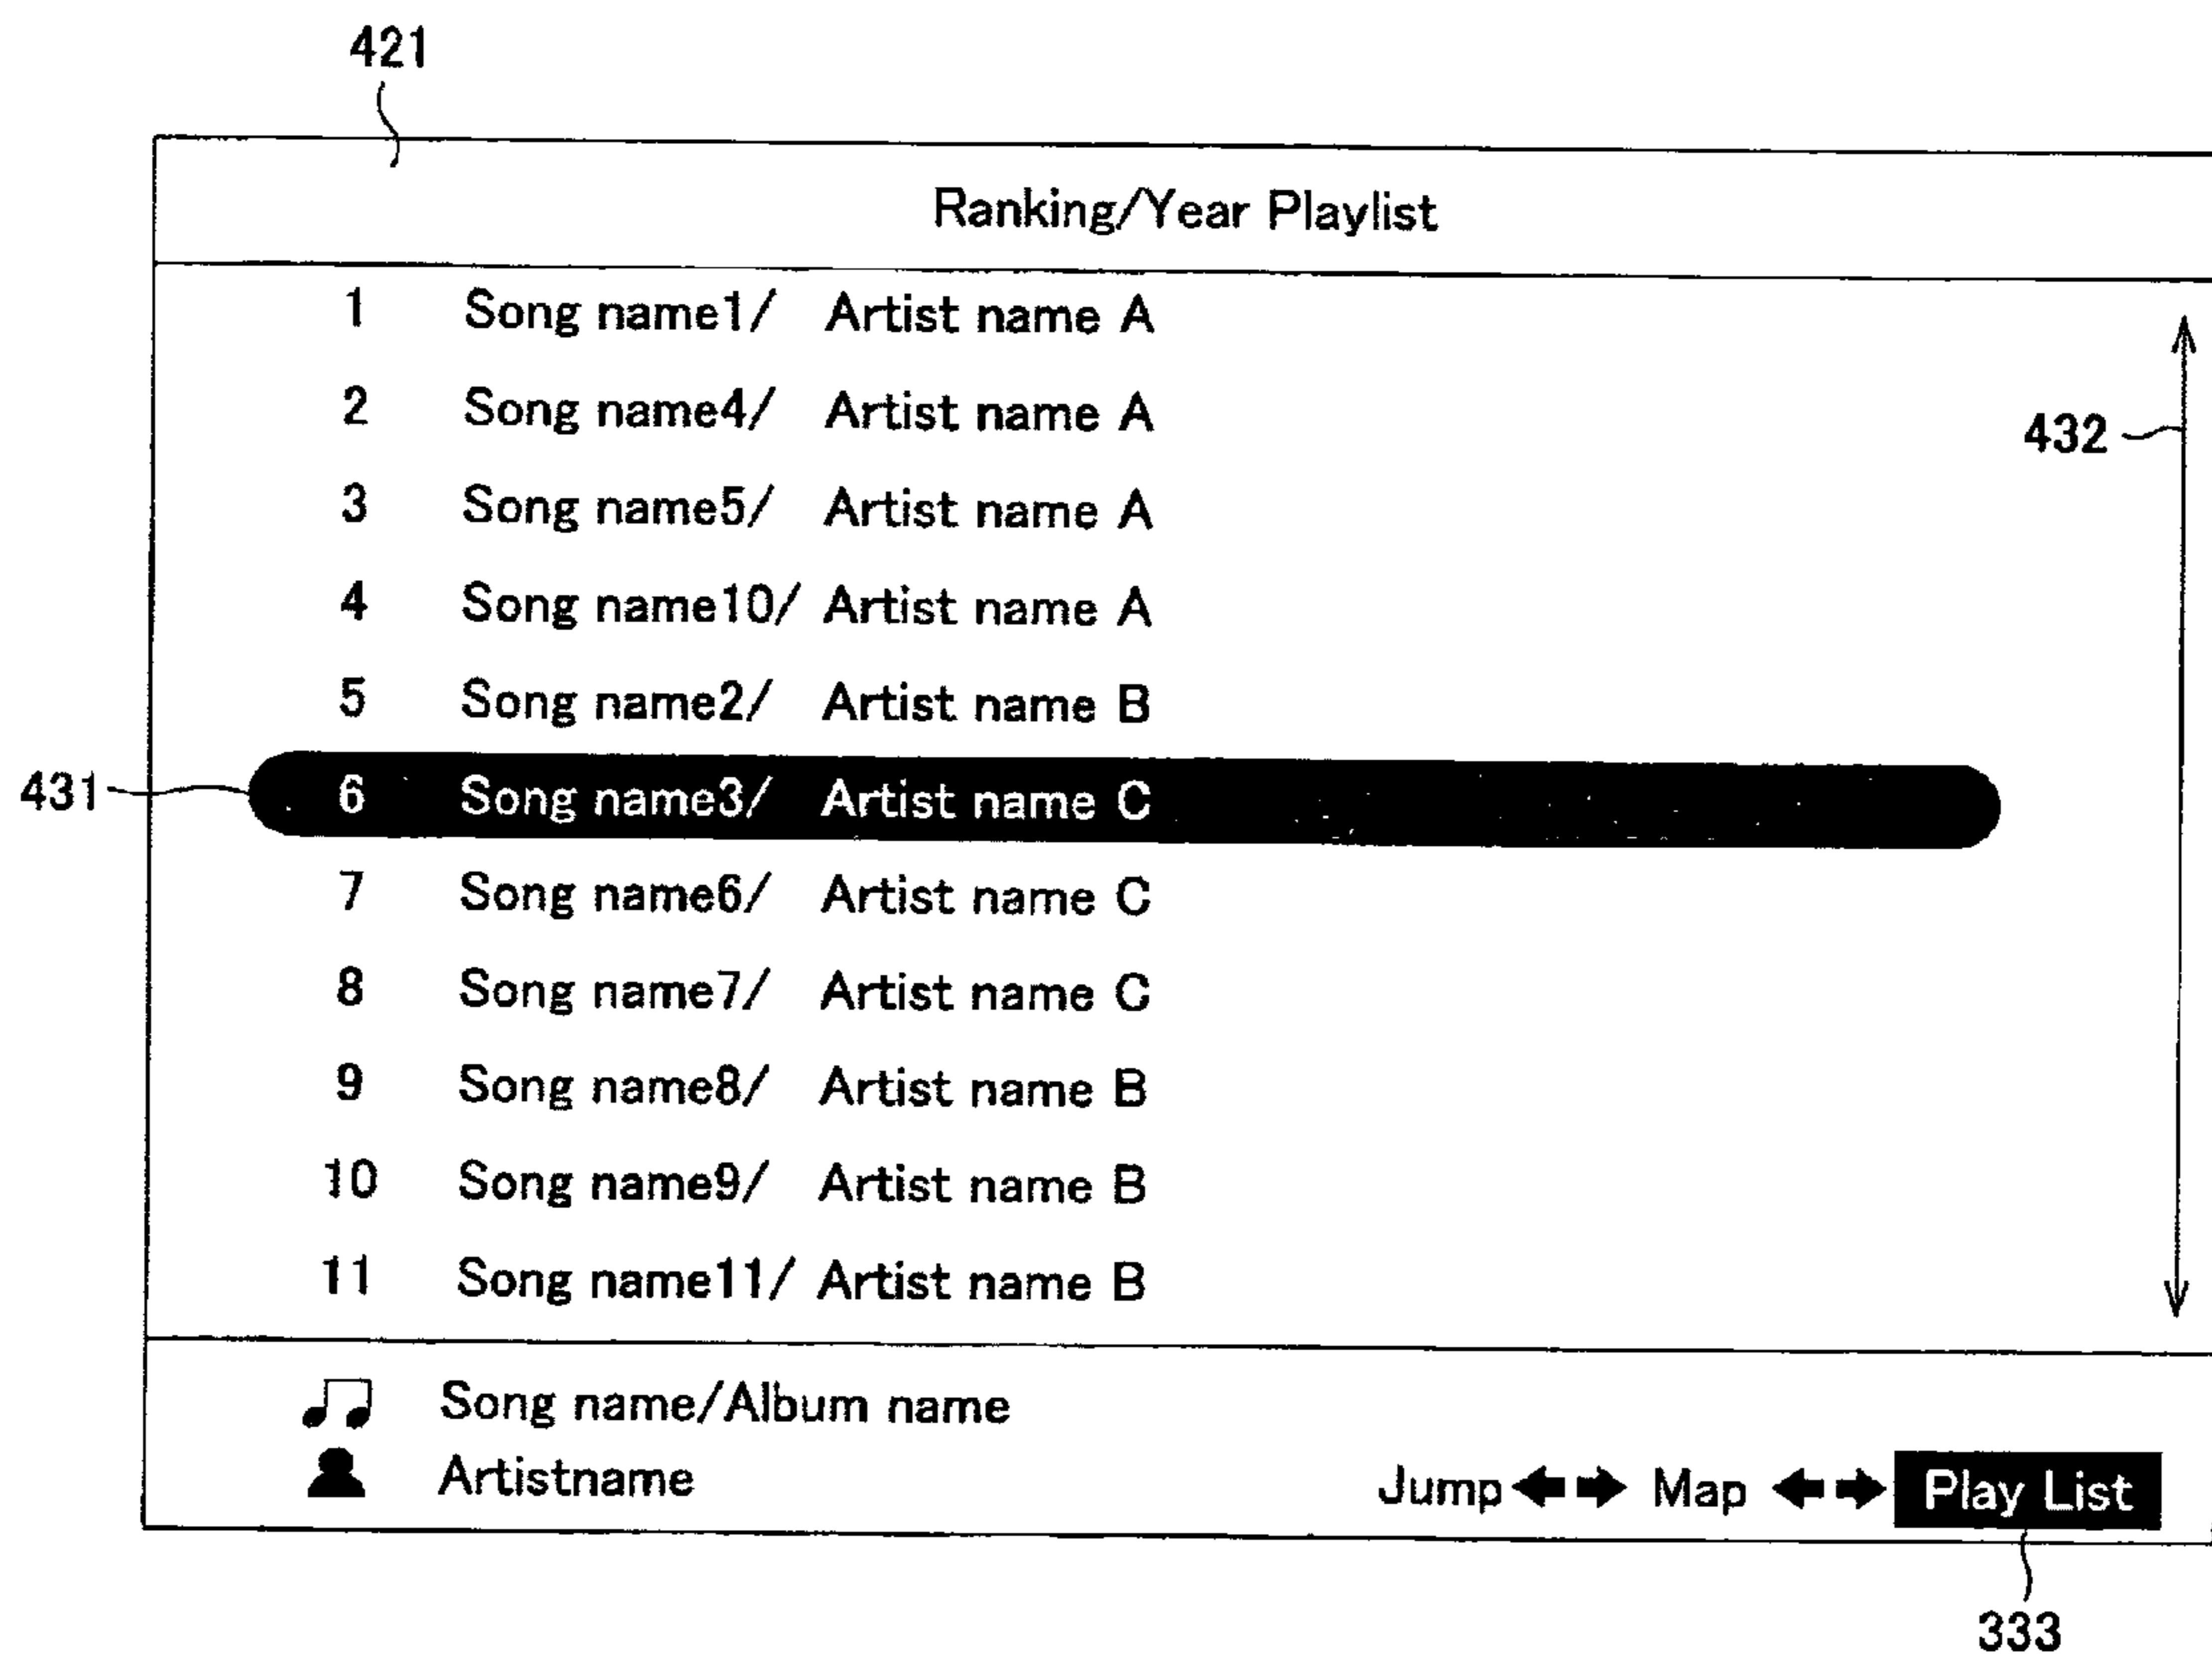 421
Ranking/Year Playlist
1 Song name1/ Artist name A
2 Song name4/ Artist name A
432
3 Song name5/ Artist name A
4 Song name10/ Artist name A
5 Song name2/ Artist name B
431 6 Song name3/ Artist name C
7 Song name6/ Artist name C
8 Song name7/ Artist name C
9 Song name8/ Artist name B
10 Song name9/ Artist name B
11 Song name11/ Artist name B
Song name/Album name
Artistname
Jump Map Play List
333